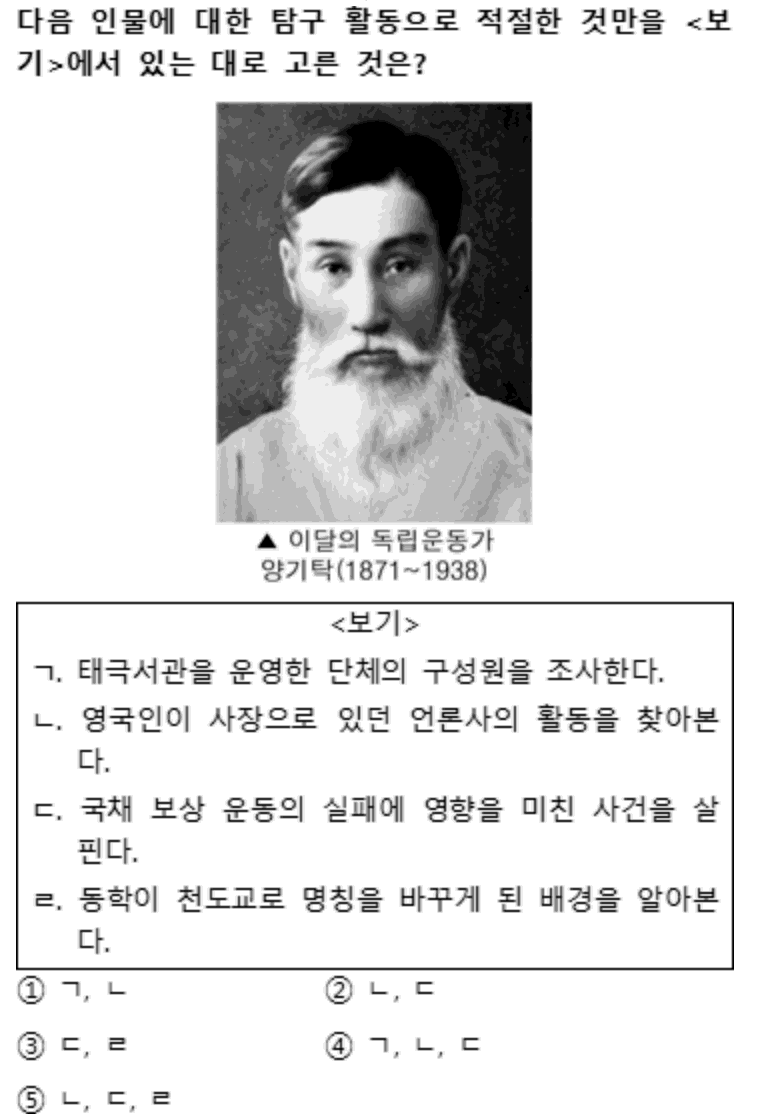 다음 인물에 대한 탐구 활동으로 적절한 것만을 <보
기>에서 있는 대로 고른 것은?
▲ 이달의 독립운동가
양기탁(1871~1938)
<보기>
ㄱ. 태극서관을 운영한 단체의 구성원을 조사한다.
ㄴ. 영국인이 사장으로 있던 언론사의 활동을 찾아본
다.
ㄷ. 국채 보상 운동의 실패에 영향을 미친 사건을 살
핀다.
ㄹ. 동학이 천도교로 명칭을 바꾸게 된 배경을 알아본
다.
① ㄱ, ㄴ ② ㄴ, ㄷ
③ ㄷ, ㄹ ④ ㄱ, ㄴ, ㄷ
⑤ ㄴ, ㄷ, ㄹ